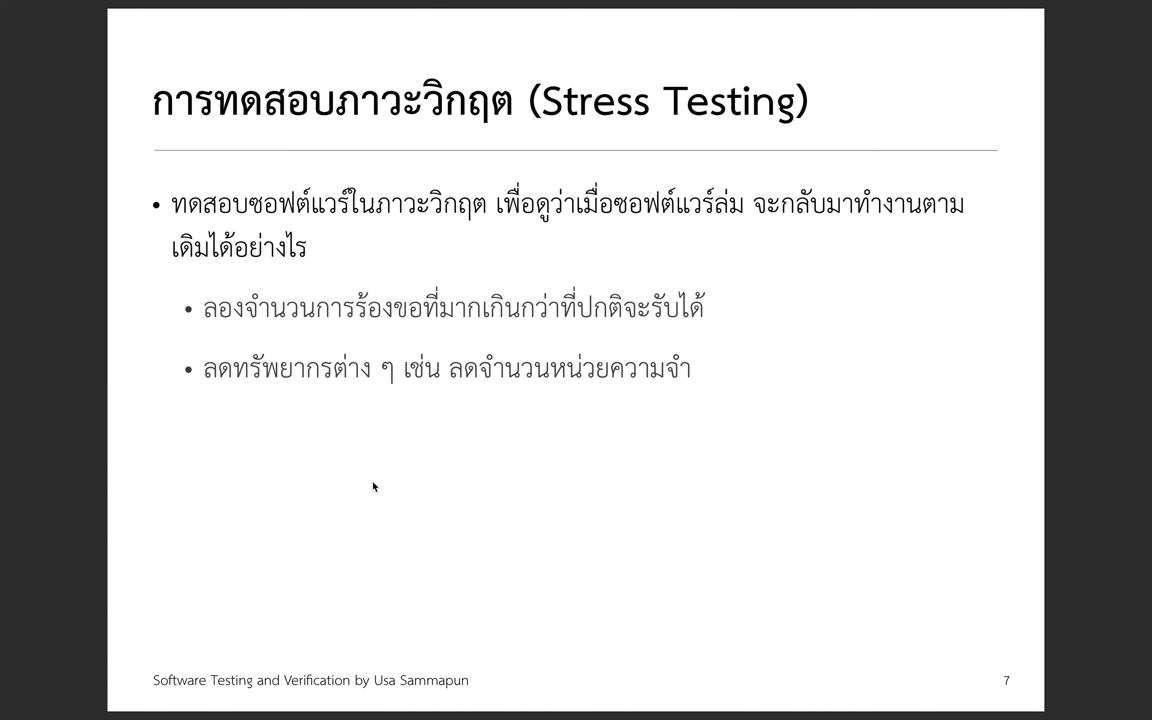 การทดสอบภาวะวิกฤต (Stress Testing)
• ทดสอบซอฟต์แวร์ในภาวะวิกฤต เพื่อดูว่าเมื่อซอฟต์แวร์ล่ม จะกลับมาทำงานตาม
เดิมได้อย่างไร
• ลองจำนวนการร้องขอที่มากเกินกว่าที่ปกติจะรับได้
• ลดทรัพยากรต่าง ๆ เช่น ลดจำนวนหน่วยความจำ
Software Testing and Verification by Usa Sammapun
7